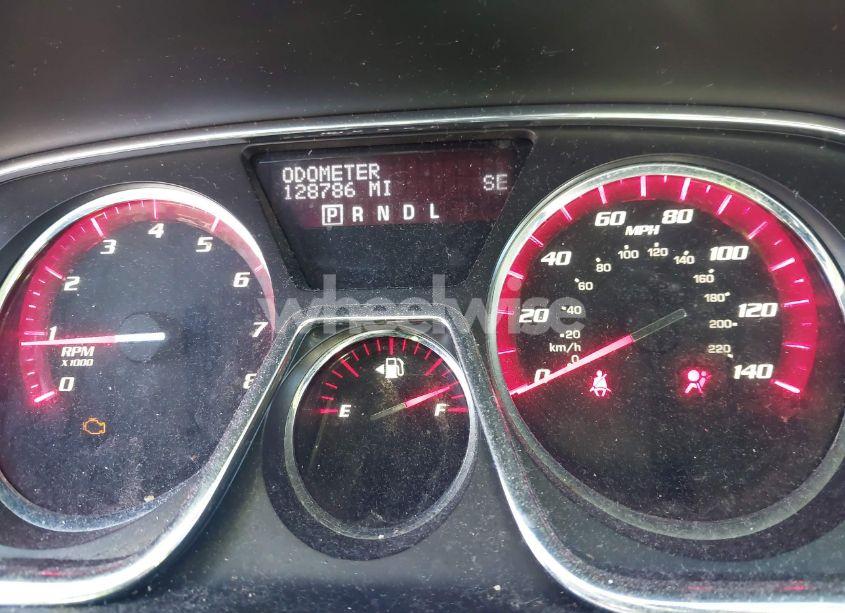 ODOMETER
128786 MI SE
P R N D L
0 1 2 3 4 5 6 7 8
RPM
X1000
E F
0 20 40 60 80 100 120 140
MPH
0 20 40 60 80 100 120 140 160 180 200 220
km/h
wheelwise